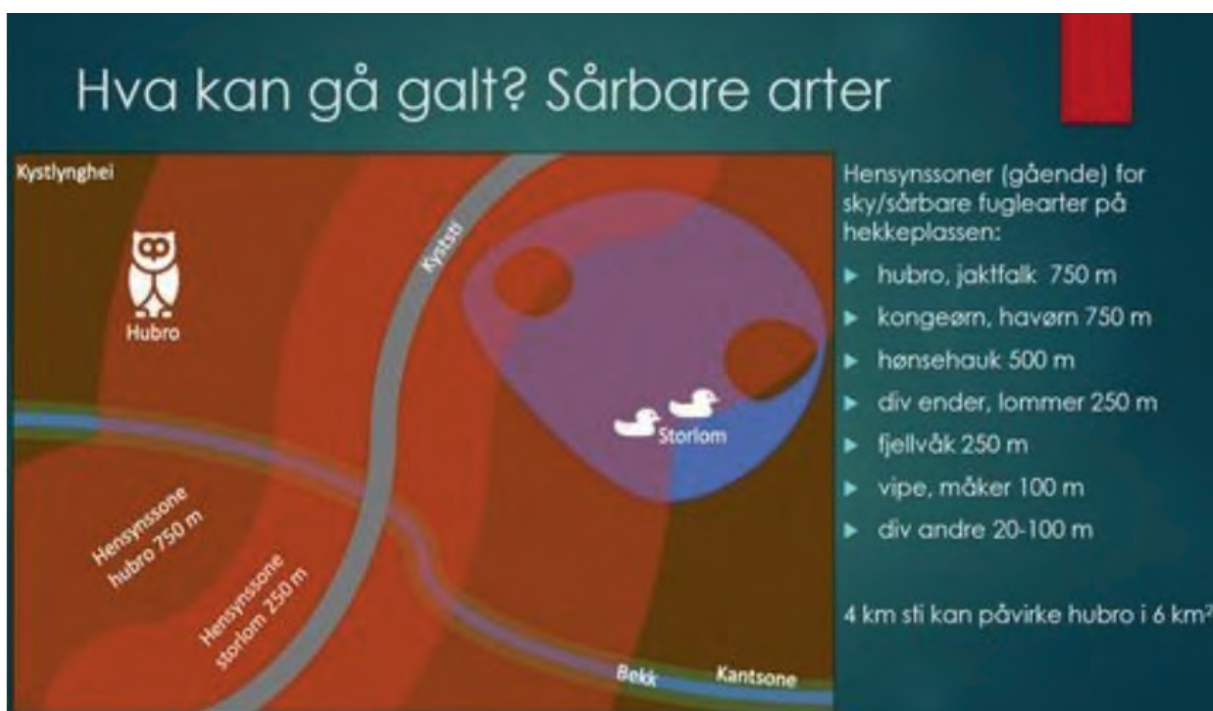 Hva kan gå galt? Sårbare arter
Kystlynghei
Hubro
Kyststi
Storlom
Hensynssone
hubro 750 m
Hensynssone
storlom 250 m
Bekk
Kantsone
Hensynssoner (gående) for
sky/sårbare fuglearter på
hekkeplassen:
hubro, jaktfalk 750 m
kongeørn, havørn 750 m
hønsehauk 500 m
div ender, lommer 250 m
fjellvåk 250 m
vipe, måker 100 m
div andre 20-100 m
4 km sti kan påvirke hubro i 6 km²